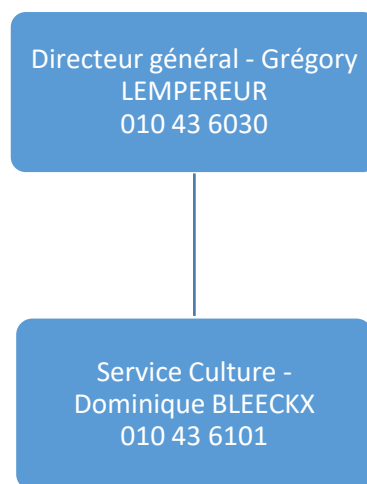 Directeur général - Grégory
LEMPEREUR
010 43 6030
Service Culture -
Dominique BLEECKX
010 43 6101